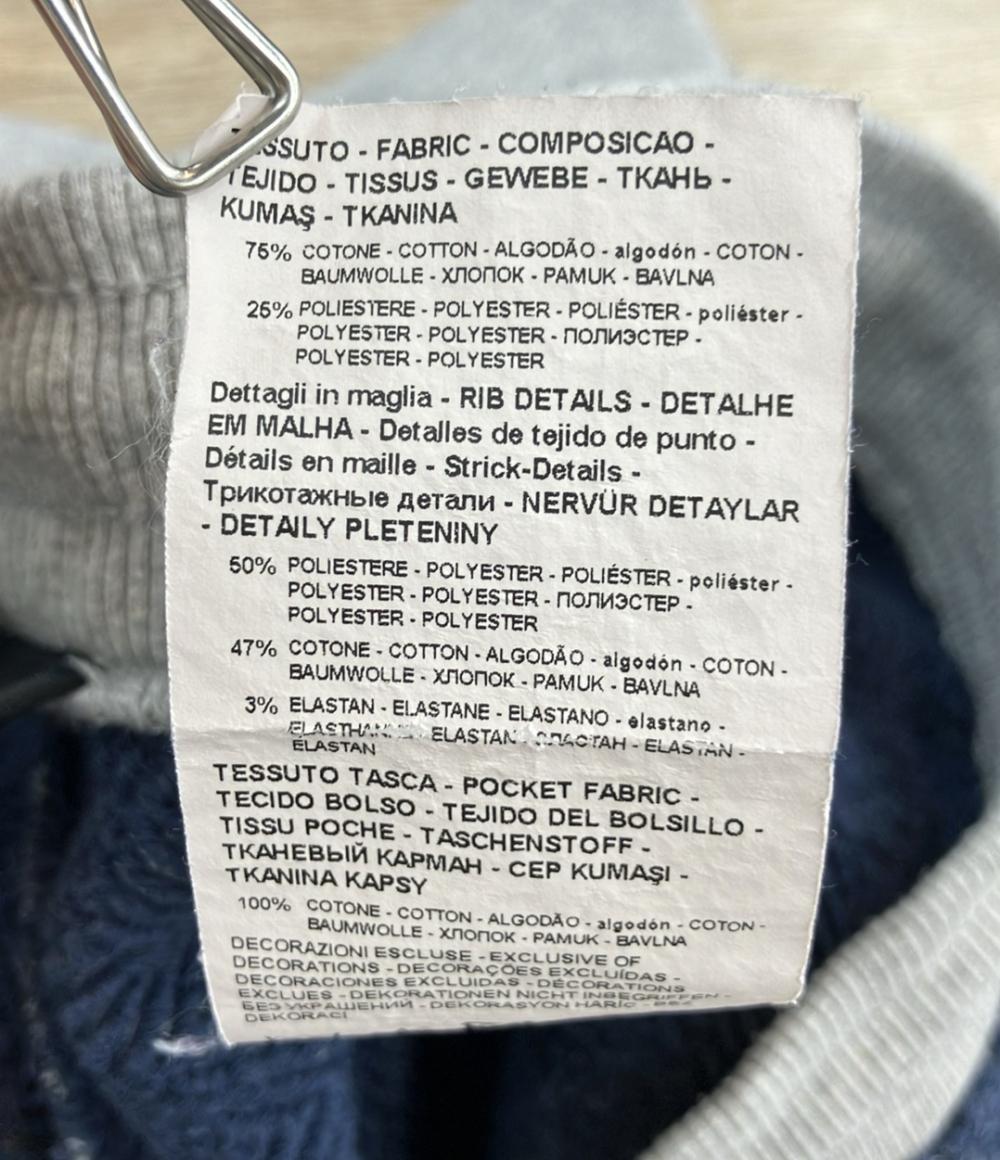 TESSUTO - FABRIC - COMPOSICAO -
TEJIDO - TISSUS - GEWEBE - ТКАНЬ -
KUMAŞ - TKANINA
75% COTONE - COTTON - ALGODÃO - algodón - COTON -
BAUMWOLLE - ХЛОПОК - PAMUK - BAVLNA
25% POLIESTERE - POLYESTER - POLIÉSTER - poliéster -
POLYESTER - POLYESTER - ПОЛИЭСТЕР -
POLYESTER - POLYESTER
Dettagli in maglia - RIB DETAILS - DETALHE
EM MALHA - Detalles de tejido de punto -
Détails en maille - Strick-Details -
Трикотажные детали - NERVÜR DETAYLAR
- DETAILY PLETENINY
50% POLIESTERE - POLYESTER - POLIÉSTER - poliéster -
POLYESTER - POLYESTER - ПОЛИЭСТЕР -
POLYESTER - POLYESTER
47% COTONE - COTTON - ALGODÃO - algodón - COTON -
BAUMWOLLE - ХЛОПОК - PAMUK - BAVLNA
3% ELASTAN - ELASTANE - ELASTANO - elastano -
ELASTAN - ЭЛАСТАН - ELASTAN -
ELASTAN
TESSUTO TASCA - POCKET FABRIC -
TECIDO BOLSO - TEJIDO DEL BOLSILLO -
TISSU POCHE - TASCHENSTOFF -
ТКАНЕВЫЙ КАРМАН - CEP KUMAŞI -
TKANINA KAPSY
100% COTONE - COTTON - ALGODÃO - algodón - COTON -
BAUMWOLLE - ХЛОПОК - PAMUK - BAVLNA
DECORAZIONI ESCLUSE - EXCLUSIVE OF
DECORATIONS - DECORAÇÕES EXCLUÍDAS -
DECORACIONES EXCLUIDAS - DÉCORATIONS
EXCLUES - DEKORATIONEN NICHT INBEGRIFFEN -
БЕЗ УКРАШЕНИЙ - DEKORASYON HARİÇ - BEZ
DEKORACI